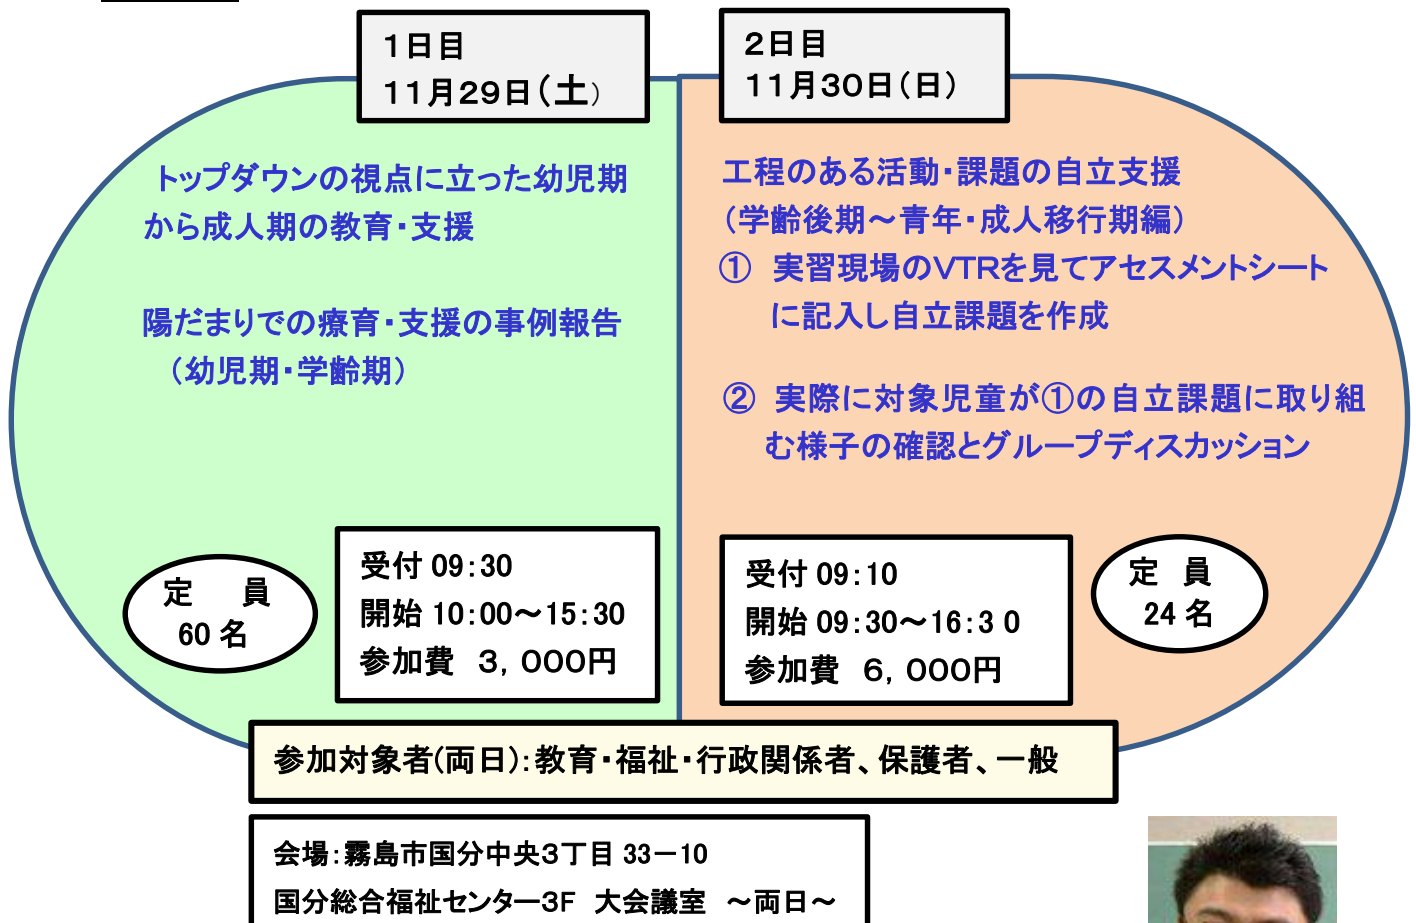 1日目
11月29日(土)
トップダウンの視点に立った幼児期
から成人期の教育・支援
陽だまりでの療育・支援の事例報告
(幼児期・学齢期)
定　員
60名
受付 09:30
開始 10:00～15:30
参加費　3，000円
2日目
11月30日(日)
工程のある活動・課題の自立支援
(学齢後期～青年・成人移行期編)
①　実習現場のVTRを見てアセスメントシート
に記入し自立課題を作成
②　実際に対象児童が①の自立課題に取り組
む様子の確認とグループディスカッション
受付 09:10
開始 09:30～16:3 0
参加費　6，000円
定　員
24名
参加対象者(両日):教育・福祉・行政関係者、保護者、一般
会場:霧島市国分中央3丁目 33－10
国分総合福祉センター3F　大会議室　～両日～